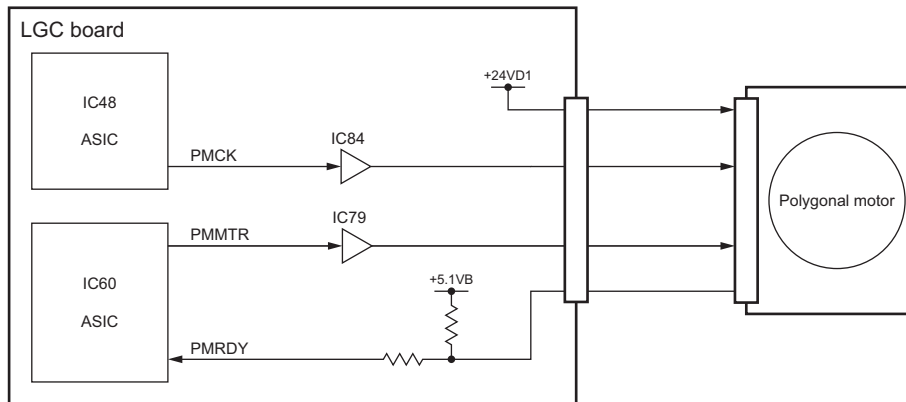 LGC board
+24VD1
IC48
ASIC
IC84
PMCK
Polygonal motor
IC79
PMMTR
+5.1VB
IC60
ASIC
PMRDY